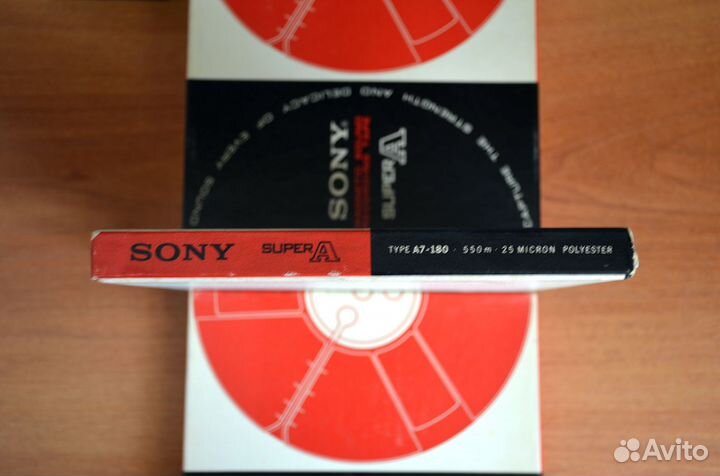 CAPTURE THE STRENGTH AND DELICACY OF EVERY SOUND
SUPER A
SONY
SONY SUPER A TYPE A7-180 · 550m · 25 MICRON POLYESTER
Avito